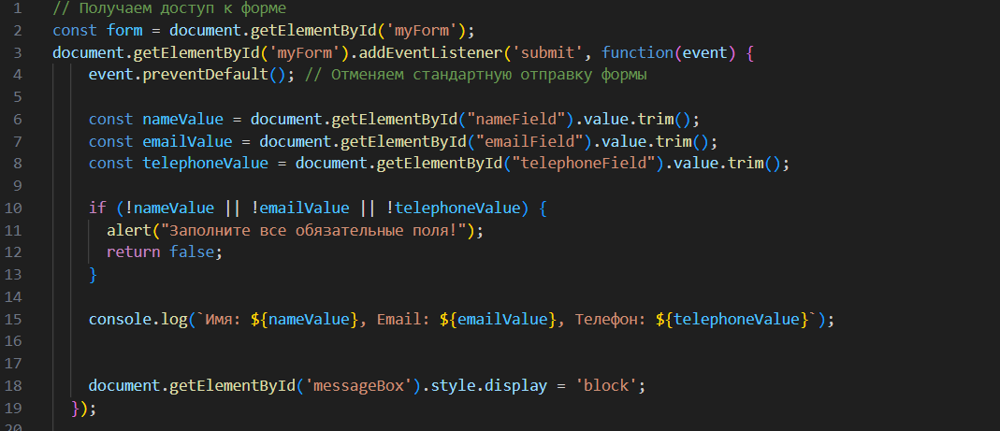 1 // Получаем доступ к форме
2 const form = document.getElementById('myForm');
3 document.getElementById('myForm').addEventListener('submit', function(event) {
4     event.preventDefault(); // Отменяем стандартную отправку формы
5
6     const nameValue = document.getElementById("nameField").value.trim();
7     const emailValue = document.getElementById("emailField").value.trim();
8     const telephoneValue = document.getElementById("telephoneField").value.trim();
9
10     if (!nameValue || !emailValue || !telephoneValue) {
11       alert("Заполните все обязательные поля!");
12       return false;
13     }
14
15     console.log(`Имя: ${nameValue}, Email: ${emailValue}, Телефон: ${telephoneValue}`);
16
17
18     document.getElementById('messageBox').style.display = 'block';
19   });
20